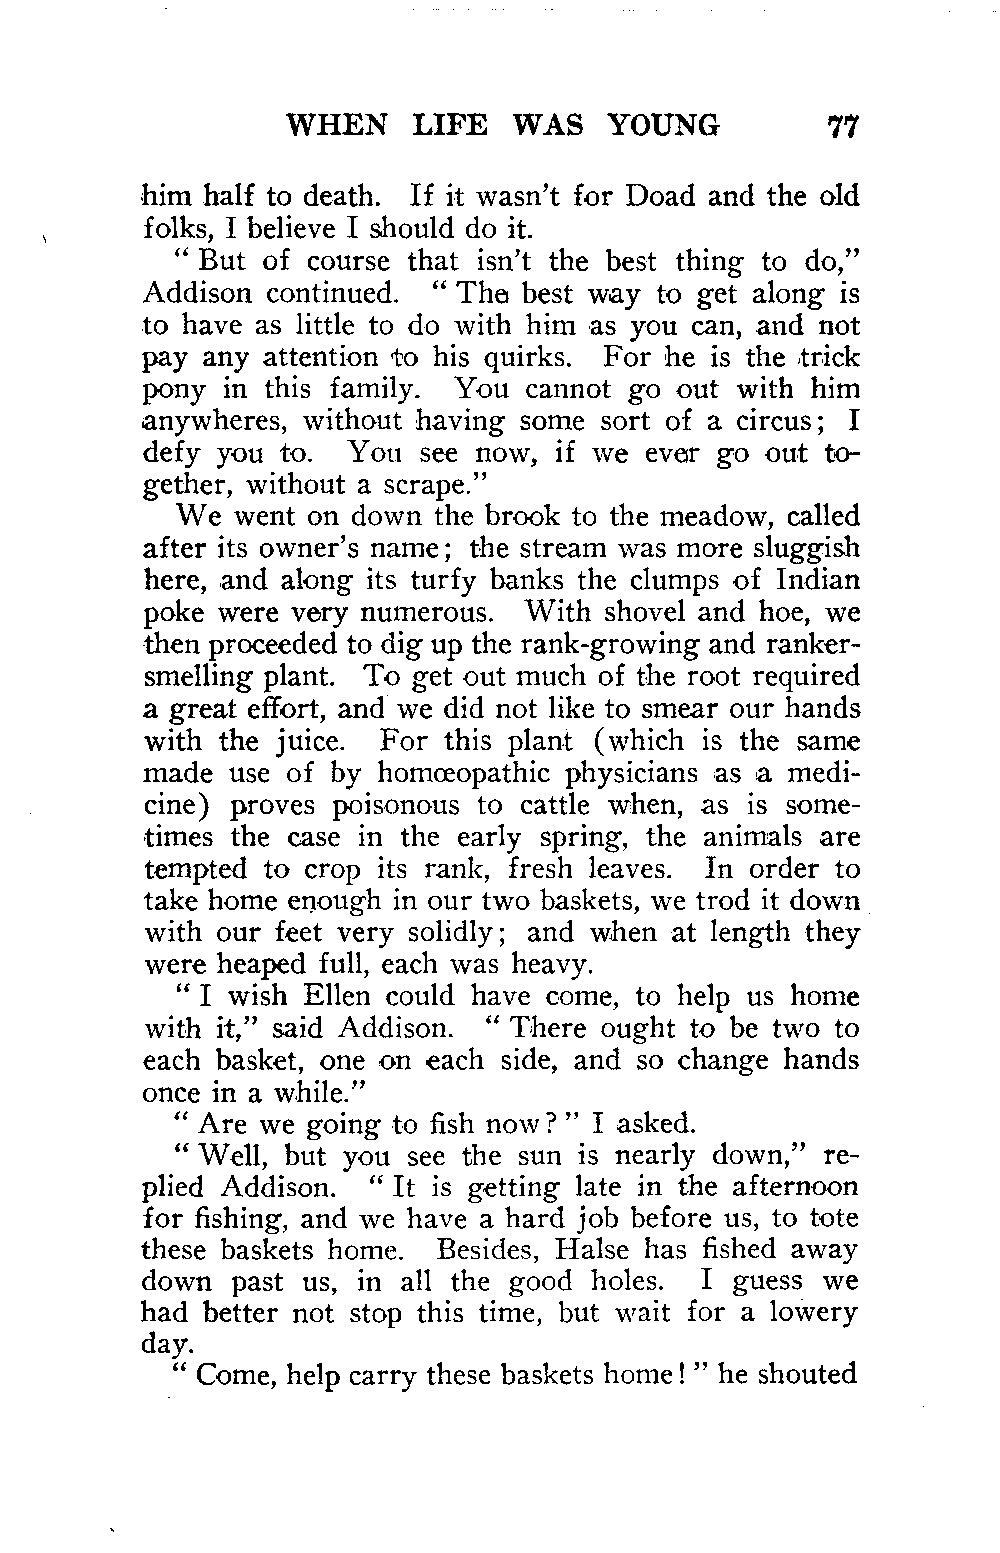 WHEN LIFE WAS YOUNG 77
him half to death. If it wasn't for Doad and the old
folks, I believe I should do it.
" But of course that isn't the best thing to do,"
Addison continued. " The best way to get along is
to have as little to do with him as you can, and not
pay any attention to his quirks. For he is the trick
pony in this family. You cannot go out with him
anywheres, without having some sort of a circus; I
defy you to. You see now, if we ever go out to-
gether, without a scrape."
We went on down the brook to the meadow, called
after its owner's name; the stream was more sluggish
here, and along its turfy banks the clumps of Indian
poke were very numerous. With shovel and hoe, we
then proceeded to dig up the rank-growing and ranker-
smelling plant. To get out much of the root required
a great effort, and we did not like to smear our hands
with the juice. For this plant (which is the same
made use of by homœopathic physicians as a medi-
cine) proves poisonous to cattle when, as is some-
times the case in the early spring, the animals are
tempted to crop its rank, fresh leaves. In order to
take home enough in our two baskets, we trod it down
with our feet very solidly; and when at length they
were heaped full, each was heavy.
" I wish Ellen could have come, to help us home
with it," said Addison. " There ought to be two to
each basket, one on each side, and so change hands
once in a while."
" Are we going to fish now? " I asked.
" Well, but you see the sun is nearly down," re-
plied Addison. " It is getting late in the afternoon
for fishing, and we have a hard job before us, to tote
these baskets home. Besides, Halse has fished away
down past us, in all the good holes. I guess we
had better not stop this time, but wait for a lowery
day.
" Come, help carry these baskets home! " he shouted